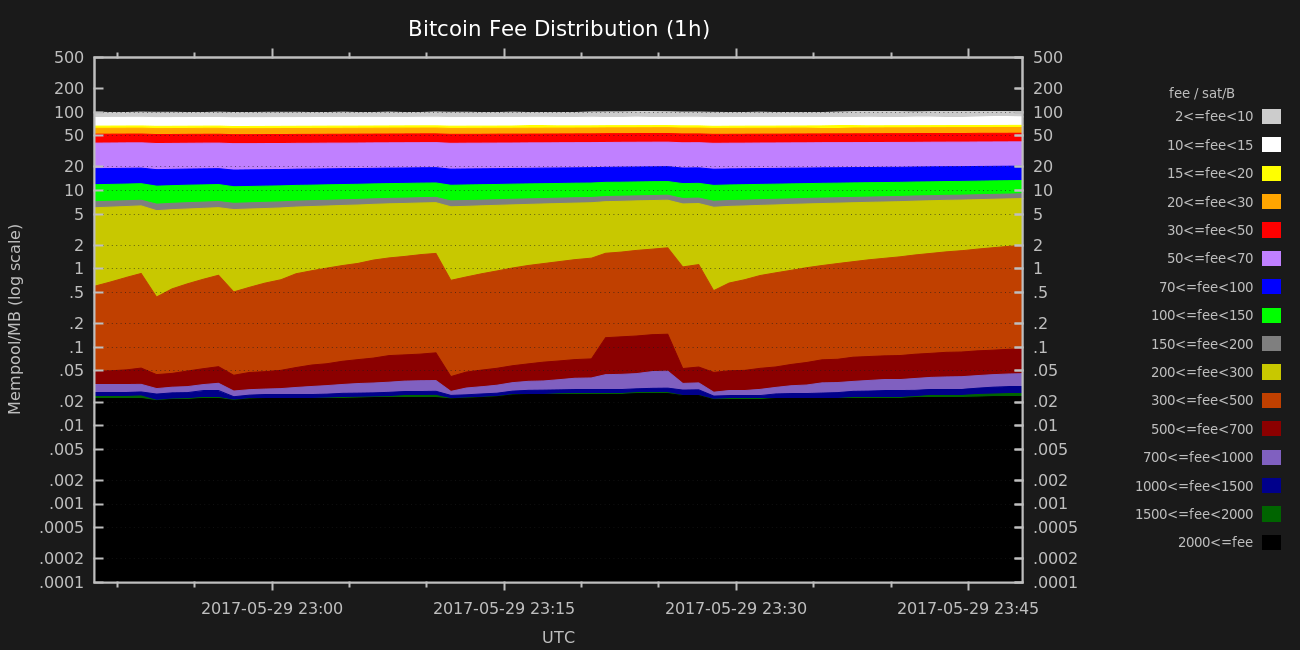 Bitcoin Fee Distribution (1h)
500 500
200 200
100 100
50 50
20 20
10 10
5 5
2 2
1 1
.5 .5
.2 .2
.1 .1
.05 .05
.02 .02
.01 .01
.005 .005
.002 .002
.001 .001
.0005 .0005
.0002 .0002
.0001 .0001
Mempool/MB (log scale)
2017-05-29 23:00 2017-05-29 23:15 2017-05-29 23:30 2017-05-29 23:45
UTC
fee / sat/B
2<=fee<10
10<=fee<15
15<=fee<20
20<=fee<30
30<=fee<50
50<=fee<70
70<=fee<100
100<=fee<150
150<=fee<200
200<=fee<300
300<=fee<500
500<=fee<700
700<=fee<1000
1000<=fee<1500
1500<=fee<2000
2000<=fee